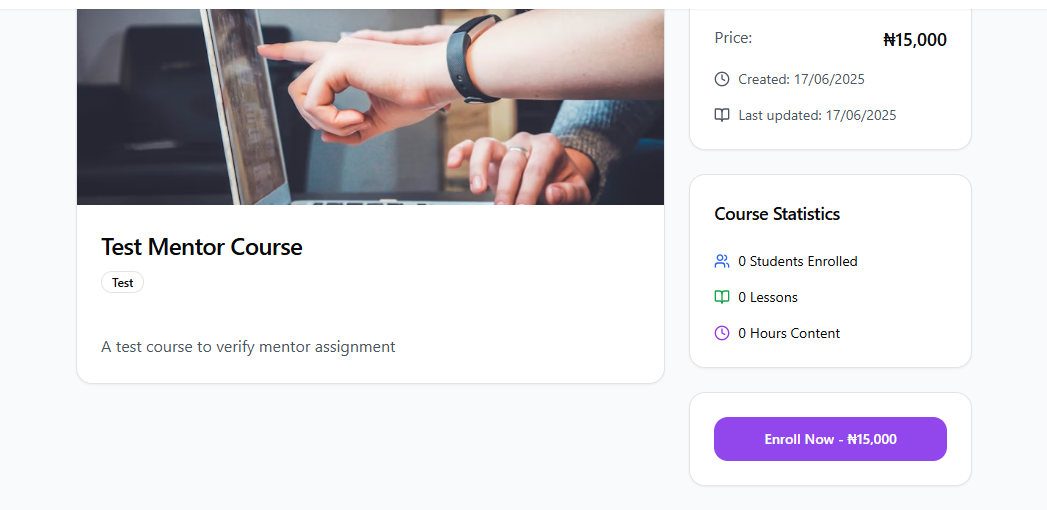 Price:
₦15,000
Created: 17/06/2025
Last updated: 17/06/2025
Course Statistics
0 Students Enrolled
0 Lessons
0 Hours Content
Enroll Now - ₦15,000
Test Mentor Course
Test
A test course to verify mentor assignment